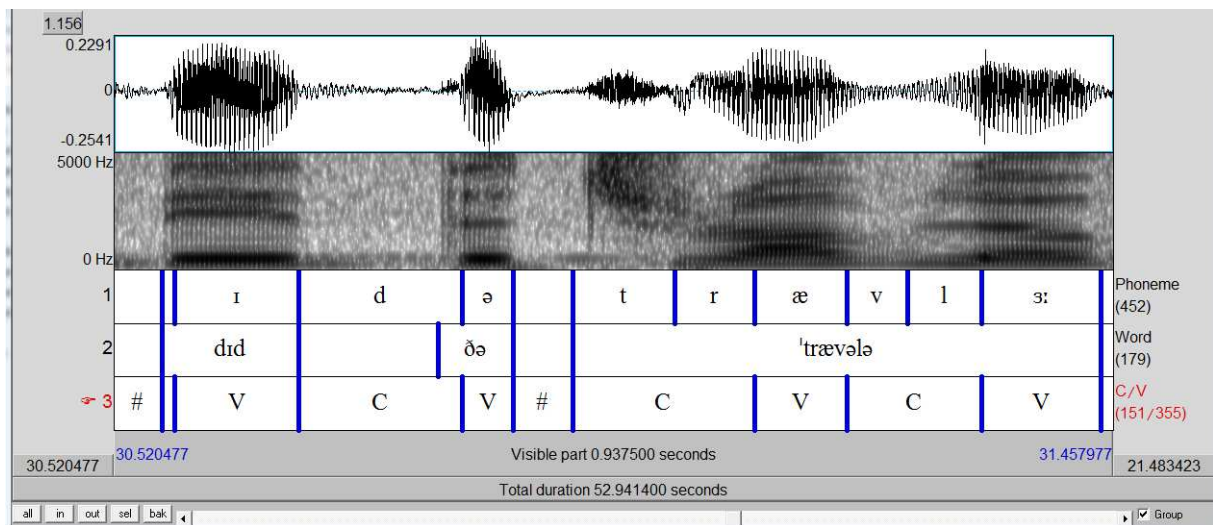 1.156
0.2291
0
-0.2541
5000 Hz
0 Hz
1 ɪ d ə t r æ v l ɜː Phoneme (452)
2 dɪd ðə ˈtrævələ Word (179)
☞ 3 # V C V # C V C V C/V (151/355)
30.520477 30.520477 Visible part 0.937500 seconds 31.457977 21.483423
Total duration 52.941400 seconds
all in out sel bak Group